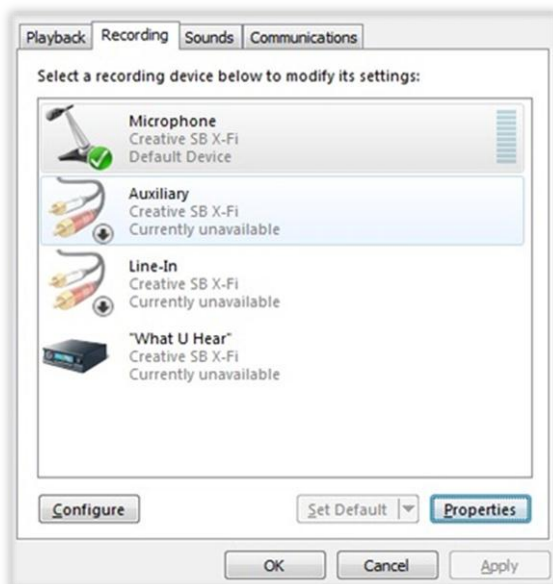 Playback Recording Sounds Communications
Select a recording device below to modify its settings:
Microphone
Creative SB X-Fi
Default Device
Auxiliary
Creative SB X-Fi
Currently unavailable
Line-In
Creative SB X-Fi
Currently unavailable
"What U Hear"
Creative SB X-Fi
Currently unavailable
Configure Set Default Properties
OK Cancel Apply